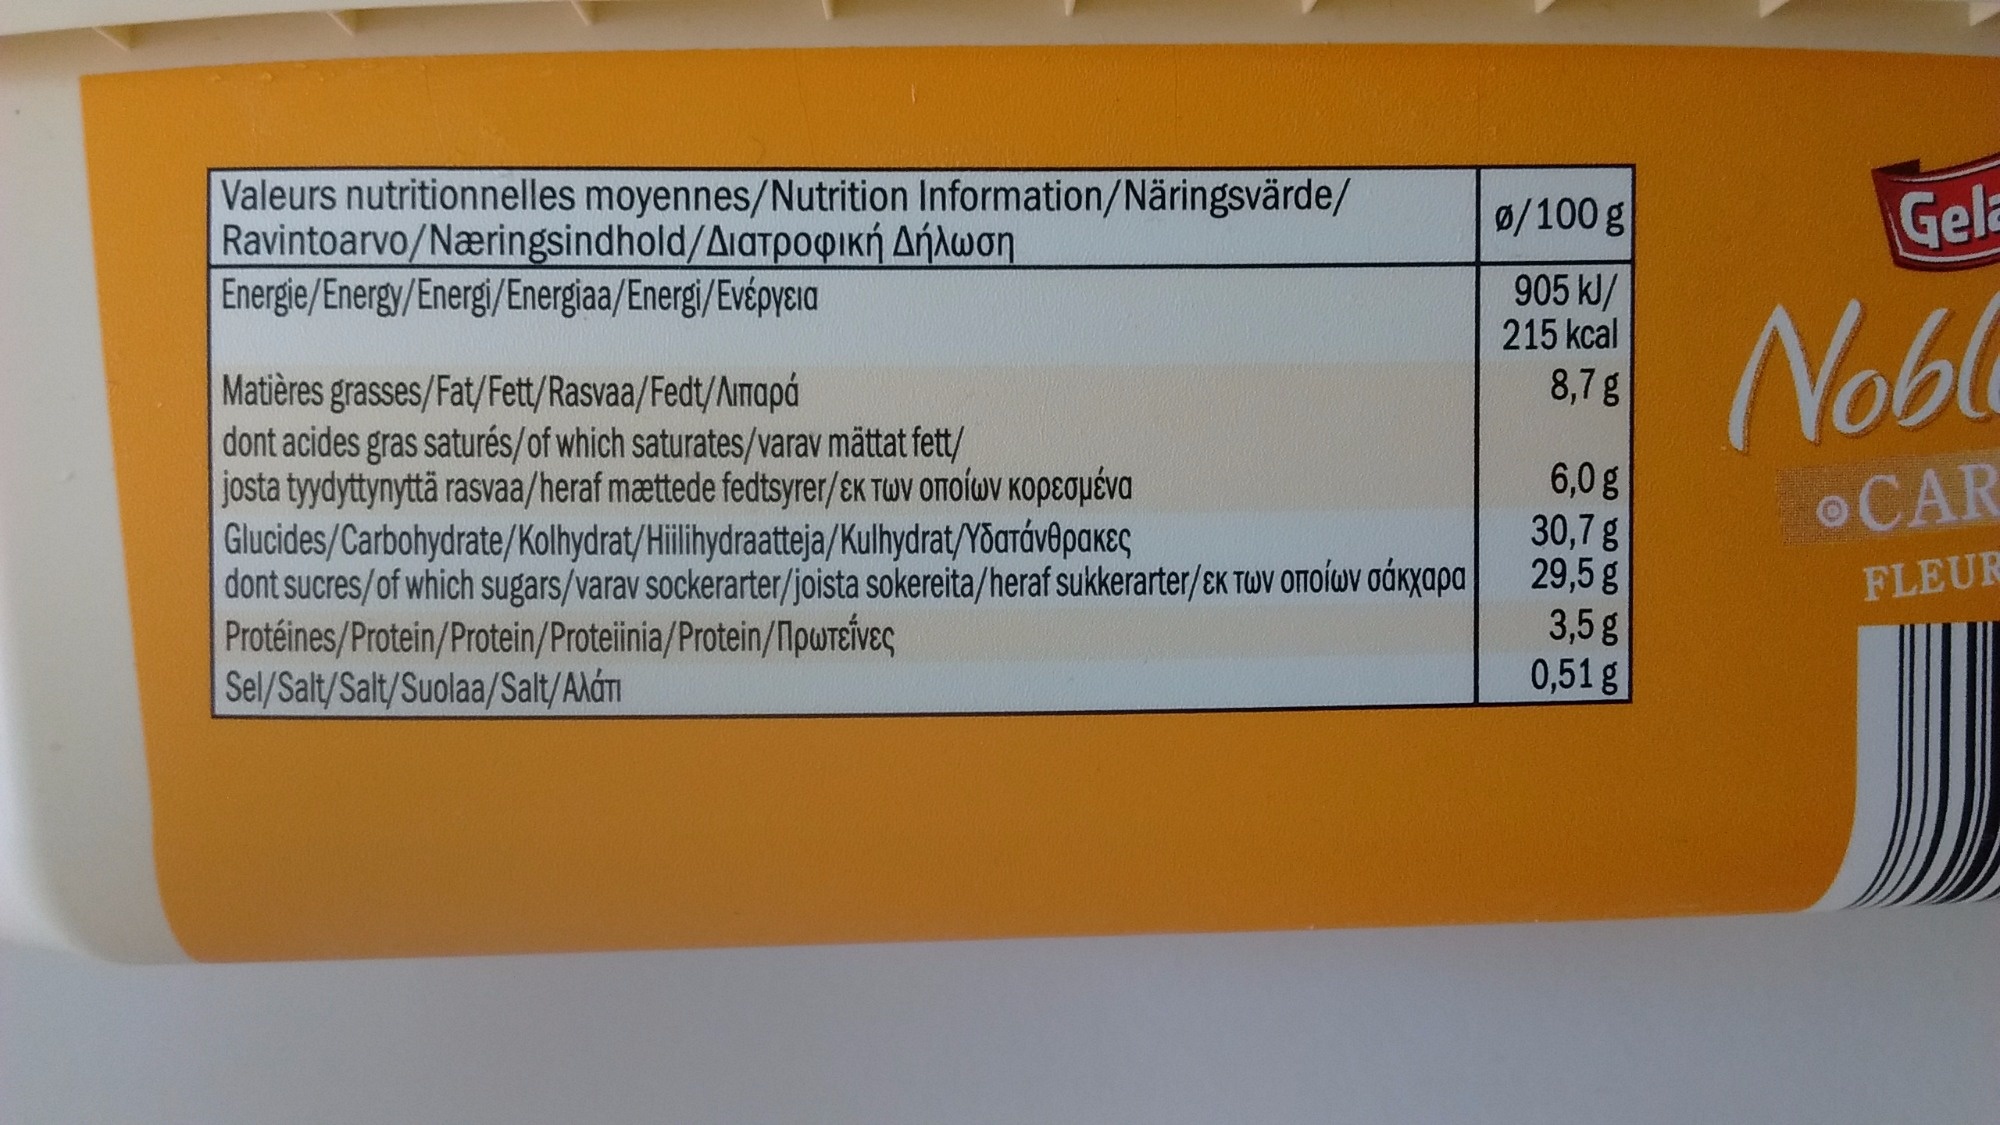 Valeurs nutritionnelles moyennes/Nutrition Information/Näringsvärde/
Ravintoarvo/Næringsindhold/Διατροφική Δήλωση
ø/100 g
Energie/Energy/Energi/Energiaa/Energi/Ενέργεια
905 kJ/
215 kcal
Matières grasses/Fat/Fett/Rasvaa/Fedt/Λιπαρά 8,7 g
dont acides gras saturés/of which saturates/varav mättat fett/
josta tyydyttynyttä rasvaa/heraf mættede fedtsyrer/εκ των οποίων κορεσμένα 6,0 g
Glucides/Carbohydrate/Kolhydrat/Hiilihydraatteja/Kulhydrat/Υδατάνθρακες 30,7 g
dont sucres/of which sugars/varav sockerarter/joista sokereita/heraf sukkerarter/εκ των οποίων σάκχαρα 29,5 g
Protéines/Protein/Protein/Proteiinia/Protein/Πρωτεΐνες 3,5 g
Sel/Salt/Salt/Suolaa/Salt/Αλάτι 0,51 g
Gela
Noble
CAR
FLEUR